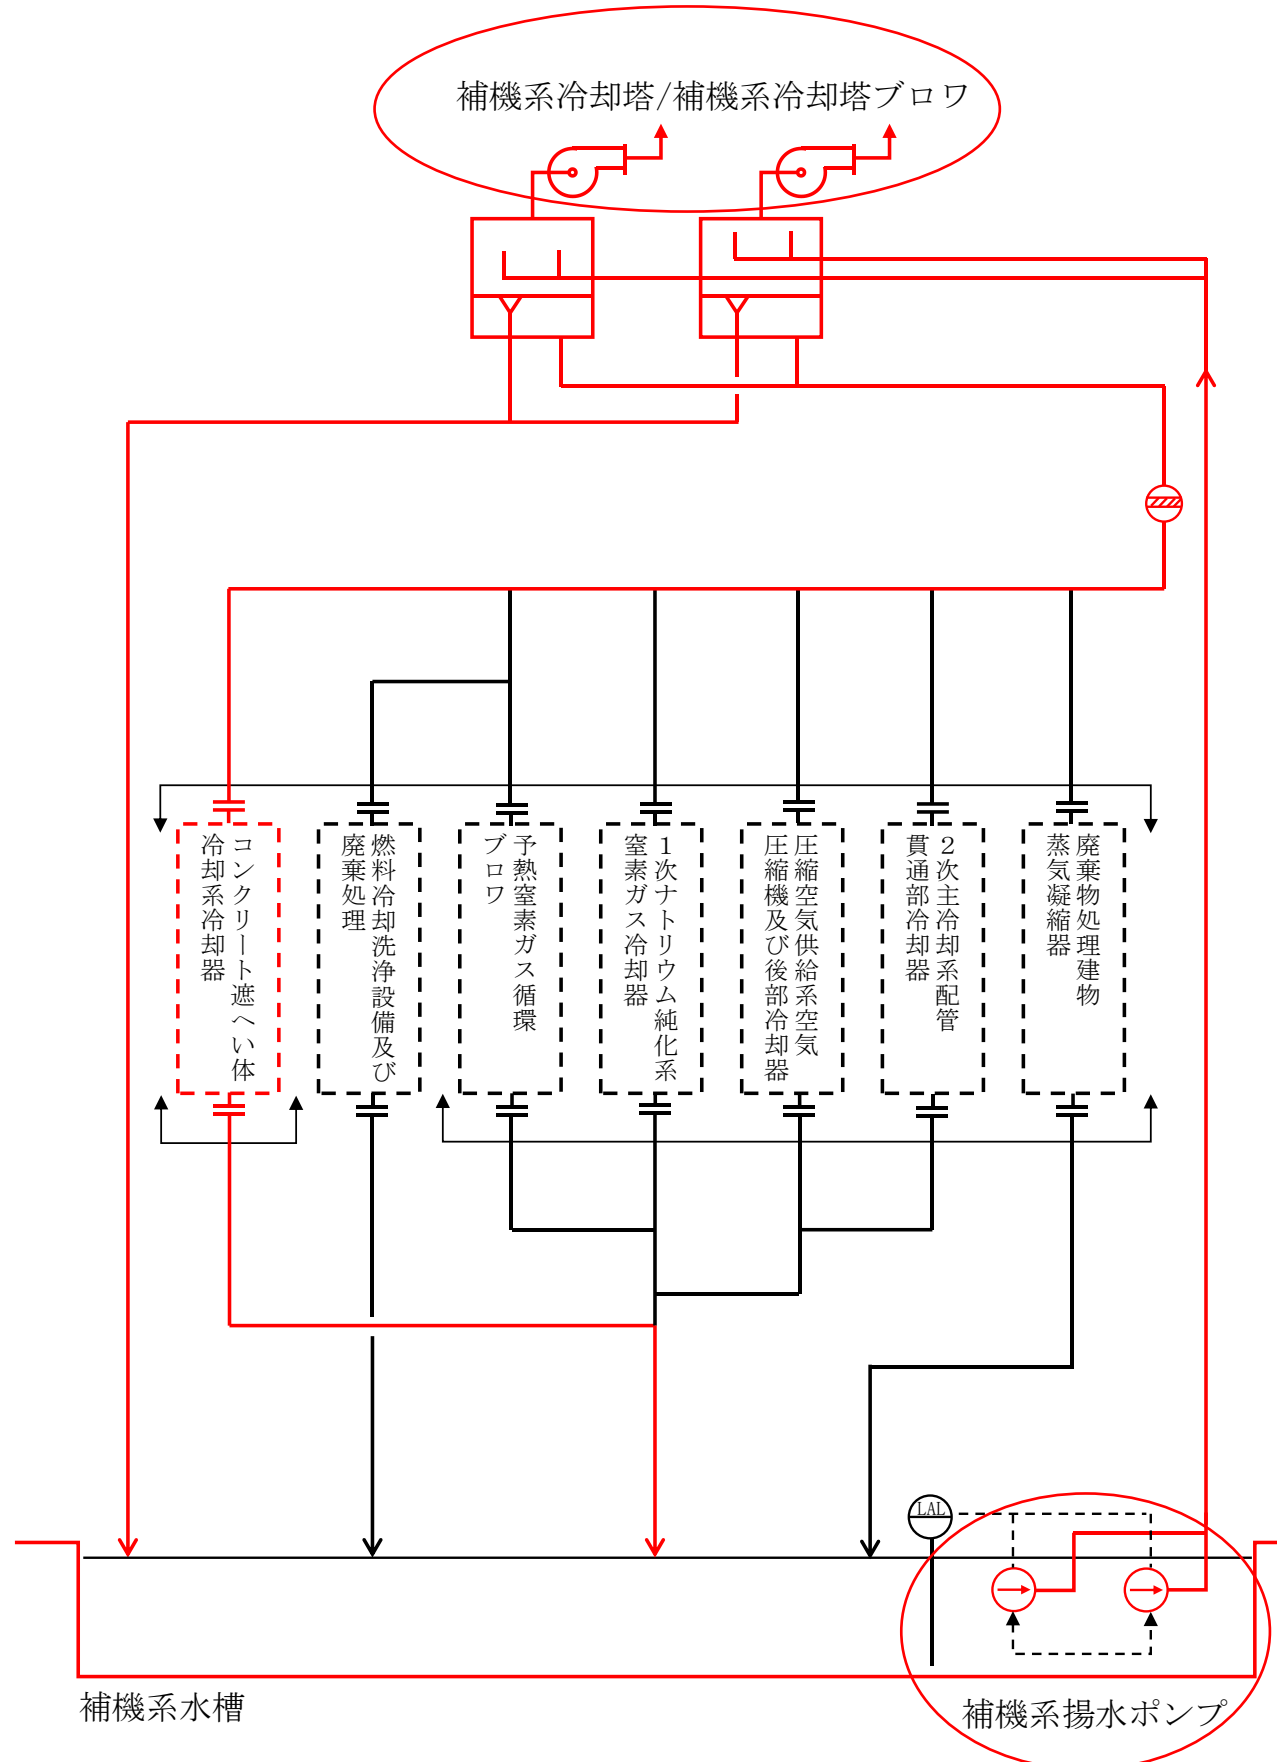 補機系冷却塔/補機系冷却塔ブロワ
コンクリート遮へい体
冷却系冷却器
燃料冷却洗浄設備及び
廃棄処理
予熱窒素ガス循環
ブロワ
1次ナトリウム純化系
窒素ガス冷却器
圧縮空気供給系空気
圧縮機及び後部冷却器
2次主冷却系配管
貫通部冷却器
廃棄物処理建物
蒸気凝縮器
LAL
補機系水槽
補機系揚水ポンプ